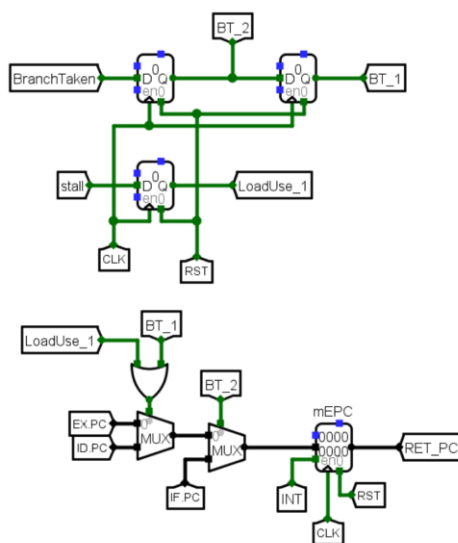 BT_2
BranchTaken
0
D Q
en0
0
D Q
en0
BT_1
stall
0
D Q
en0
LoadUse_1
CLK
RST
LoadUse_1
BT_1
BT_2
mEPC
EX.PC
0
MUX
ID.PC
0
MUX
0000
0000
en0
RET_PC
IF.PC
INT
RST
CLK